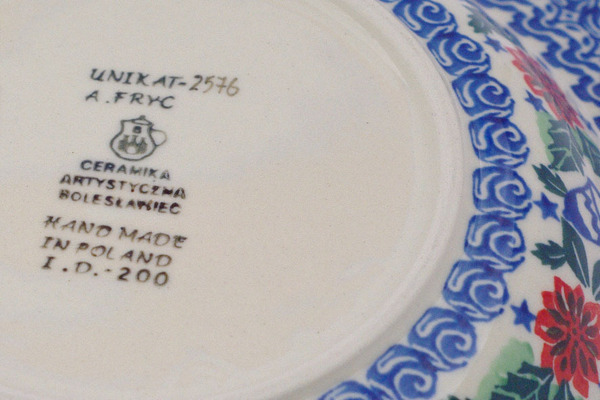 UNIKAT-2576
A. FRYC
CERAMIKA
ARTYSTYCZNA
BOLESŁAWIEC
HAND MADE
IN POLAND
I.D.-200